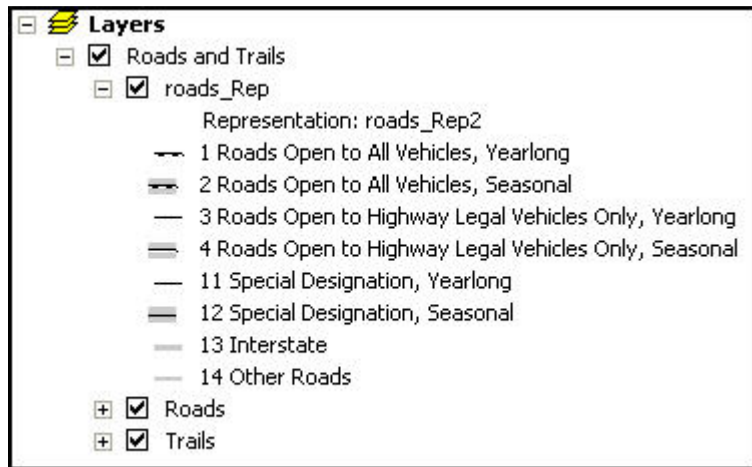 Layers
Roads and Trails
roads_Rep
Representation: roads_Rep2
1 Roads Open to All Vehicles, Yearlong
2 Roads Open to All Vehicles, Seasonal
3 Roads Open to Highway Legal Vehicles Only, Yearlong
4 Roads Open to Highway Legal Vehicles Only, Seasonal
11 Special Designation, Yearlong
12 Special Designation, Seasonal
13 Interstate
14 Other Roads
Roads
Trails